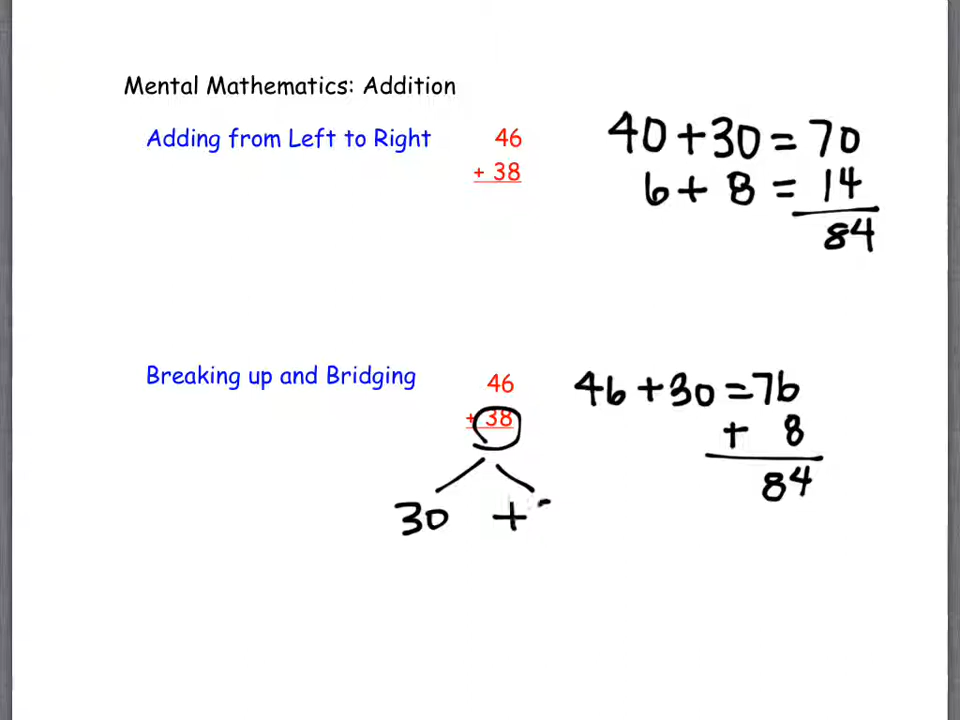 Mental Mathematics: Addition
Adding from Left to Right
46
+ 38
40 + 30 = 70
6 + 8 = 14
84
Breaking up and Bridging
46
+ 38
30 +
46 + 30 = 76
+ 8
84